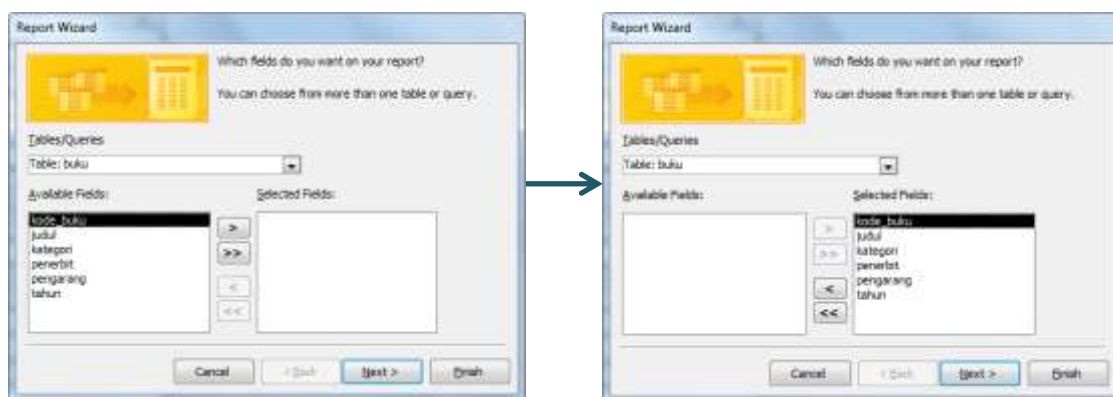 Report Wizard
Which fields do you want on your report?
You can choose from more than one table or query.
Tables/Queries
Table: buku
Available Fields:
Selected Fields:
kode_buku
judul
kategori
penerbit
pengarang
tahun
>
>>
<
<<
Cancel
< Back
Next >
Finish
Report Wizard
Which fields do you want on your report?
You can choose from more than one table or query.
Tables/Queries
Table: buku
Available Fields:
Selected Fields:
>
>>
<
<<
kode_buku
judul
kategori
penerbit
pengarang
tahun
Cancel
< Back
Next >
Finish